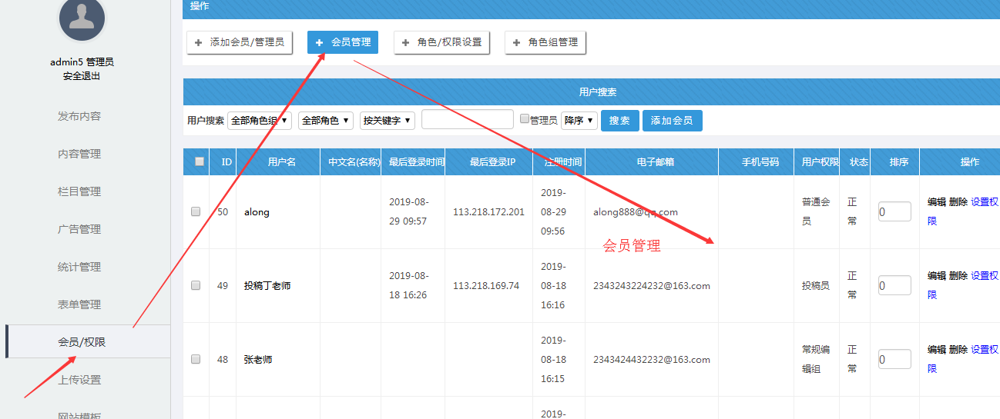 操作
添加会员/管理员
会员管理
角色/权限设置
角色组管理
admin5 管理员
安全退出
发布内容
内容管理
栏目管理
广告管理
统计管理
表单管理
会员/权限
上传设置
网站模板
用户搜索
用户搜索 全部角色组 全部角色 按关键字 管理员 降序 搜索 添加会员
ID 用户名 中文名(名称) 最后登录时间 最后登录IP 注册时间 电子邮箱 手机号码 用户权限 状态 排序 操作
50 along 2019-08-29 09:57 113.218.172.201 2019-08-29 09:56 along888@qq.com 普通会员 正常 0 编辑 删除 设置权限
会员管理
49 投稿丁老师 2019-08-18 16:26 113.218.169.74 2019-08-18 16:16 2343243224232@163.com 投稿员 正常 0 编辑 删除 设置权限
48 张老师 2019-08-18 16:15 2343424432232@163.com 常规编辑组 正常 0 编辑 删除 设置权限
2019-